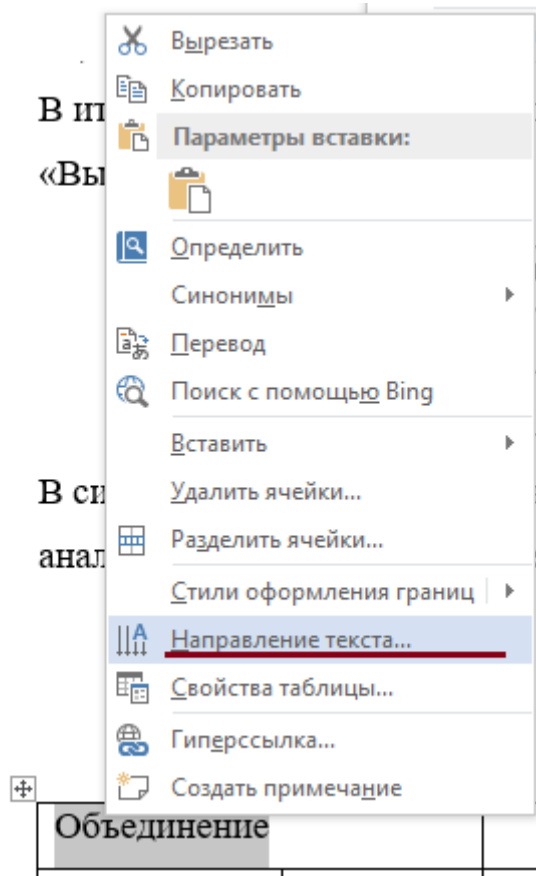 Вырезать
Копировать
В ит
Параметры вставки:
«Вы
Определить
Синонимы
Перевод
Поиск с помощью Bing
Вставить
В си
Удалить ячейки...
Разделить ячейки...
анал
Стили оформления границ
Направление текста...
Свойства таблицы...
Гиперссылка...
Создать примечание
Объединение